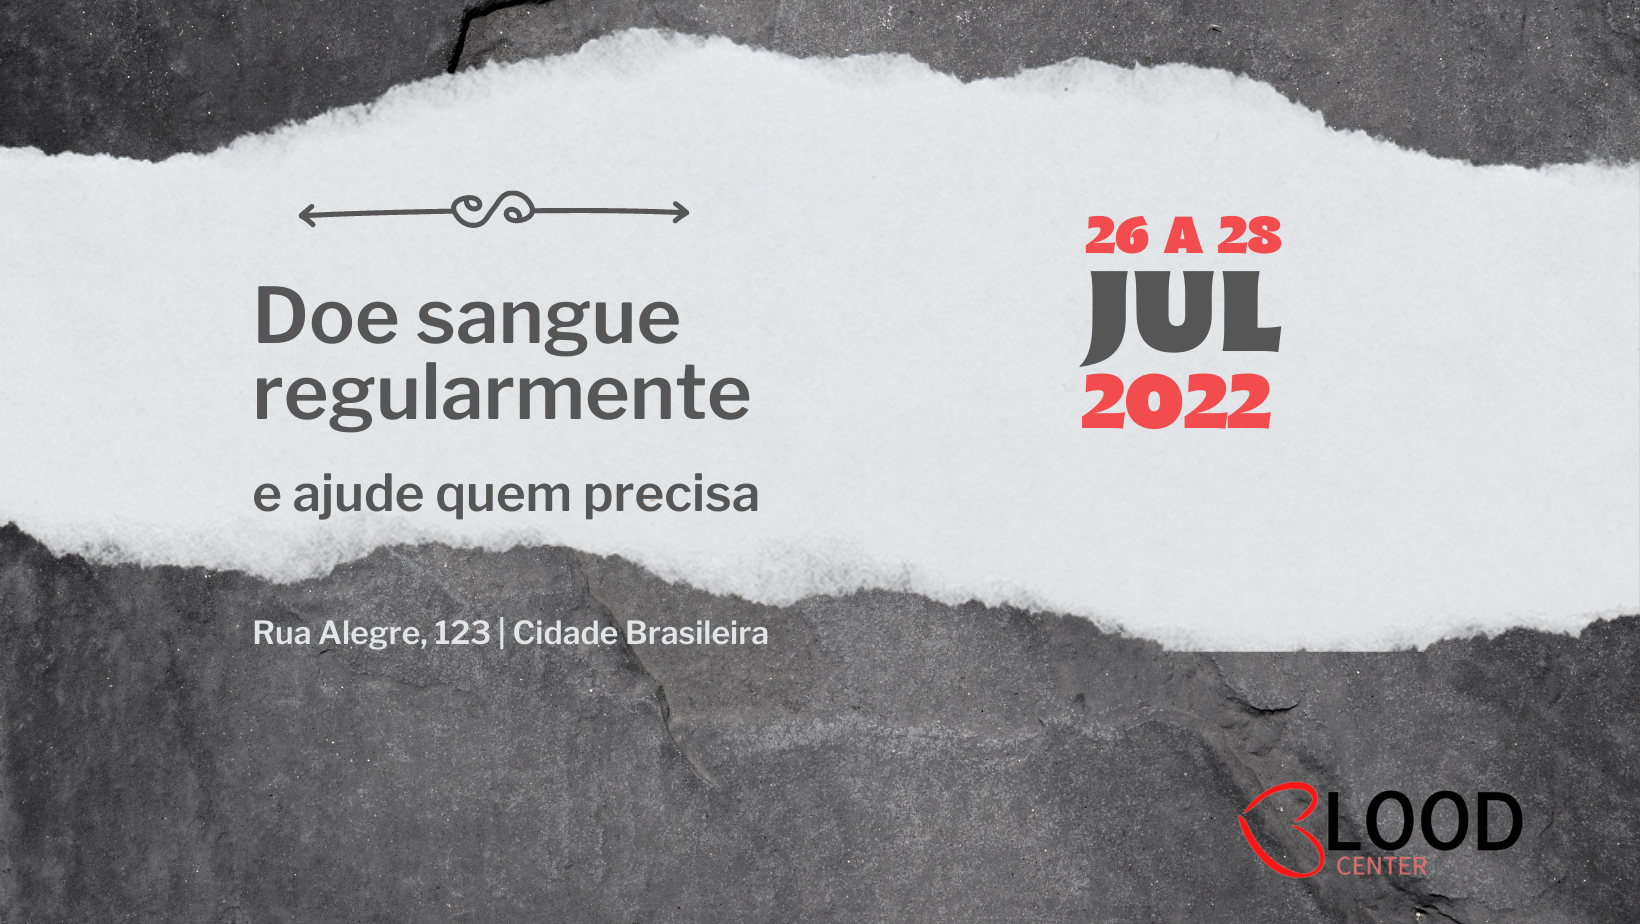 Doe sangue
regularmente
e ajude quem precisa
26 A 28
JUL
2022
Rua Alegre, 123 | Cidade Brasileira
BLOOD
CENTER